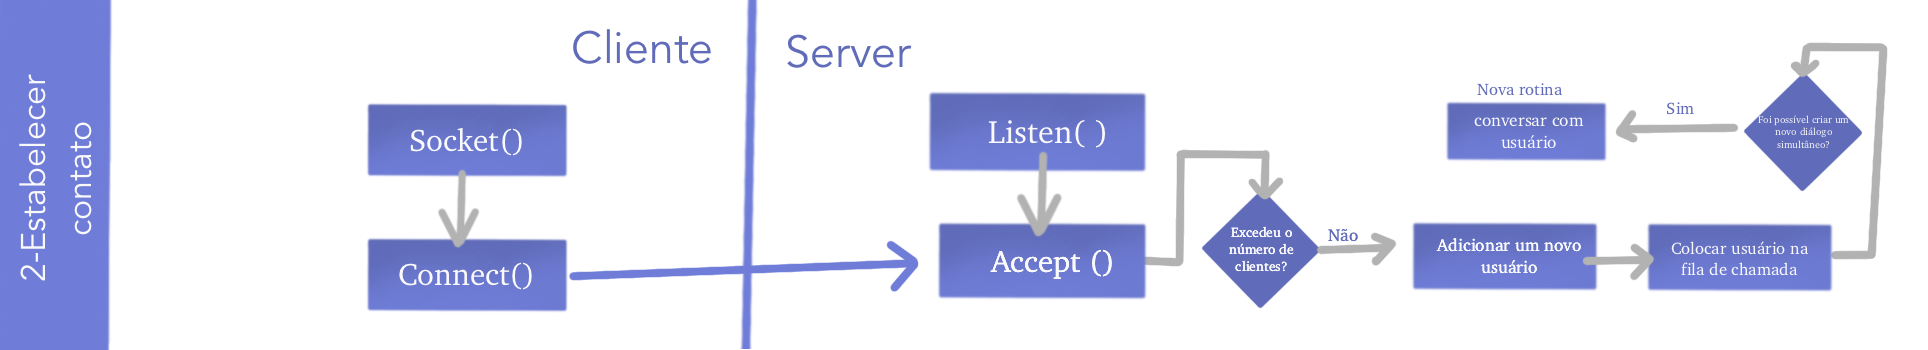 2-Estabelecer
contato
Cliente
Server
Socket()
Connect()
Listen( )
Accept ()
Excedeu o
número de
clientes?
Não
Adicionar um novo
usuário
Colocar usuário na
fila de chamada
Foi possível criar um
novo diálogo
simultâneo?
Sim
Nova rotina
conversar com
usuário